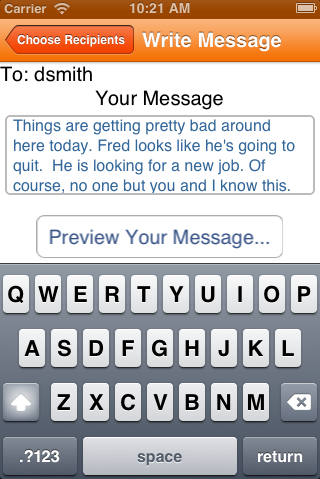 Carrier 10:21 AM
Choose Recipients Write Message
To: dsmith
Your Message
Things are getting pretty bad around
here today. Fred looks like he's going to
quit.  He is looking for a new job. Of
course, no one but you and I know this.
Preview Your Message...
Q W E R T Y U I O P
A S D F G H J K L
Z X C V B N M
.?123 space return